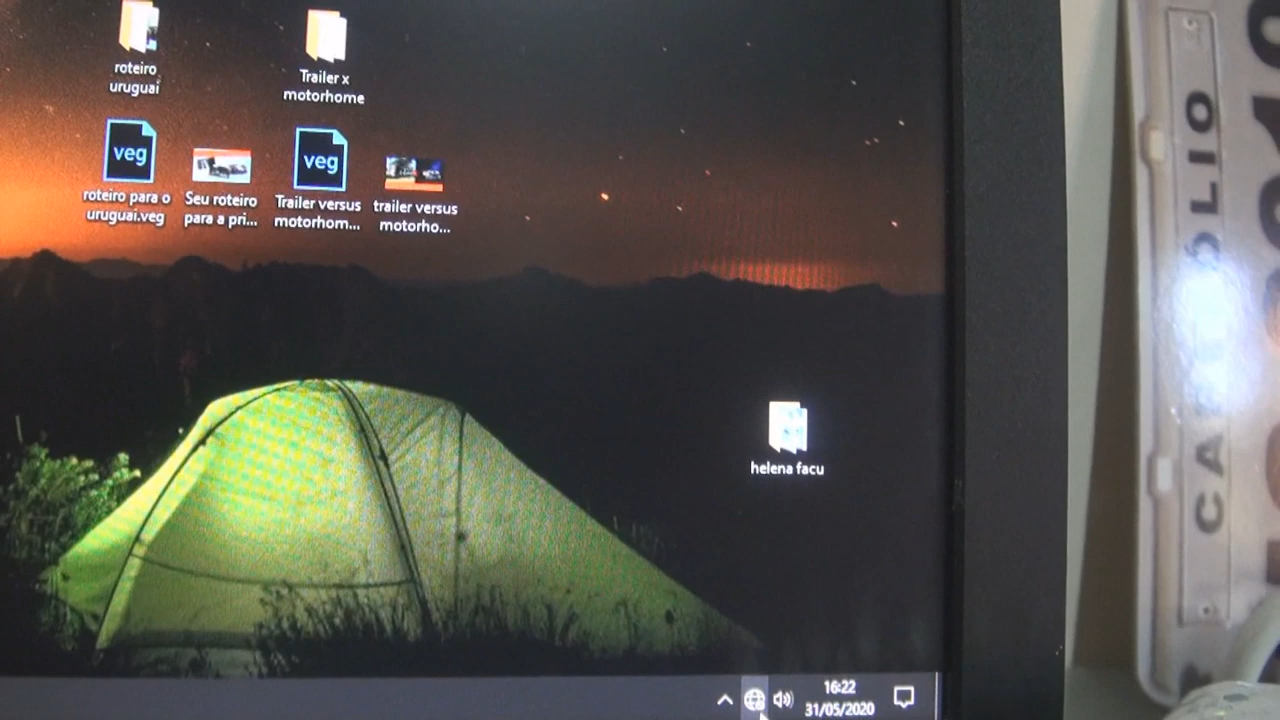 roteiro
uruguai
Trailer x
motorhome
veg
roteiro para o
uruguai.veg
Seu roteiro
para a pri...
veg
Trailer versus
motorhom...
trailer versus
motorho...
helena facu
16:22
31/05/2020